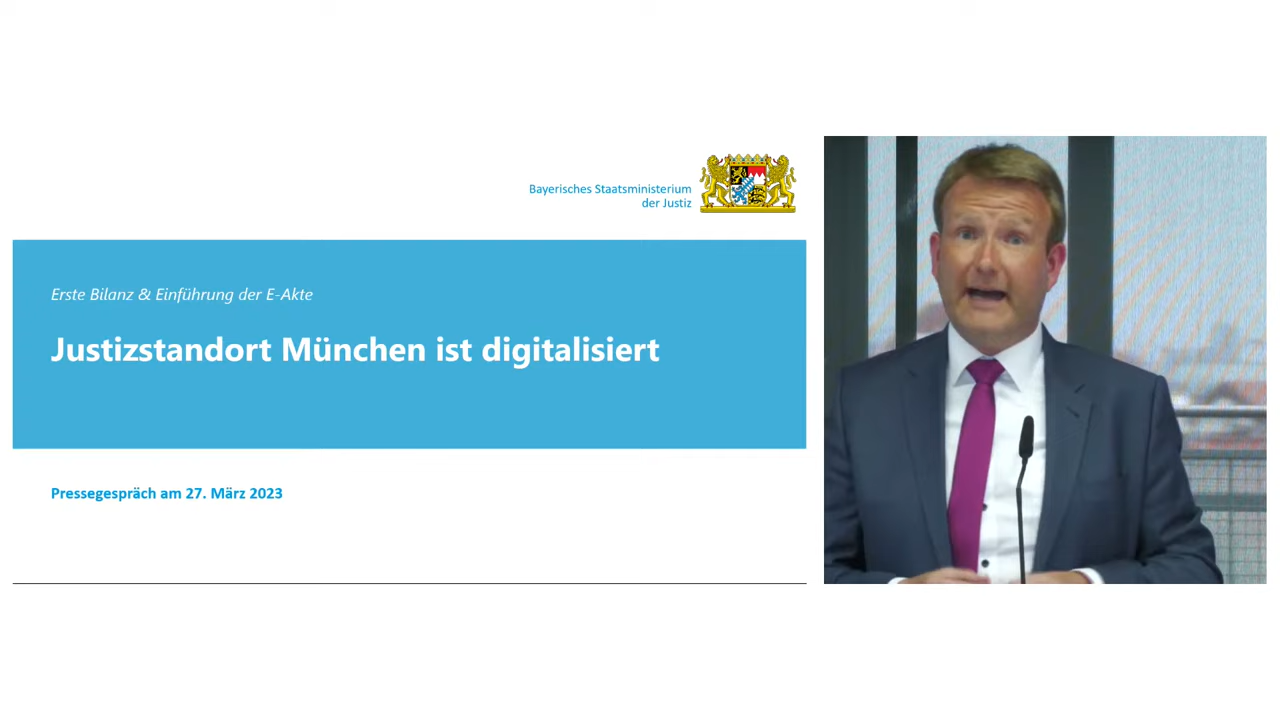 Bayerisches Staatsministerium
der Justiz
Erste Bilanz & Einführung der E-Akte
Justizstandort München ist digitalisiert
Pressegespräch am 27. März 2023